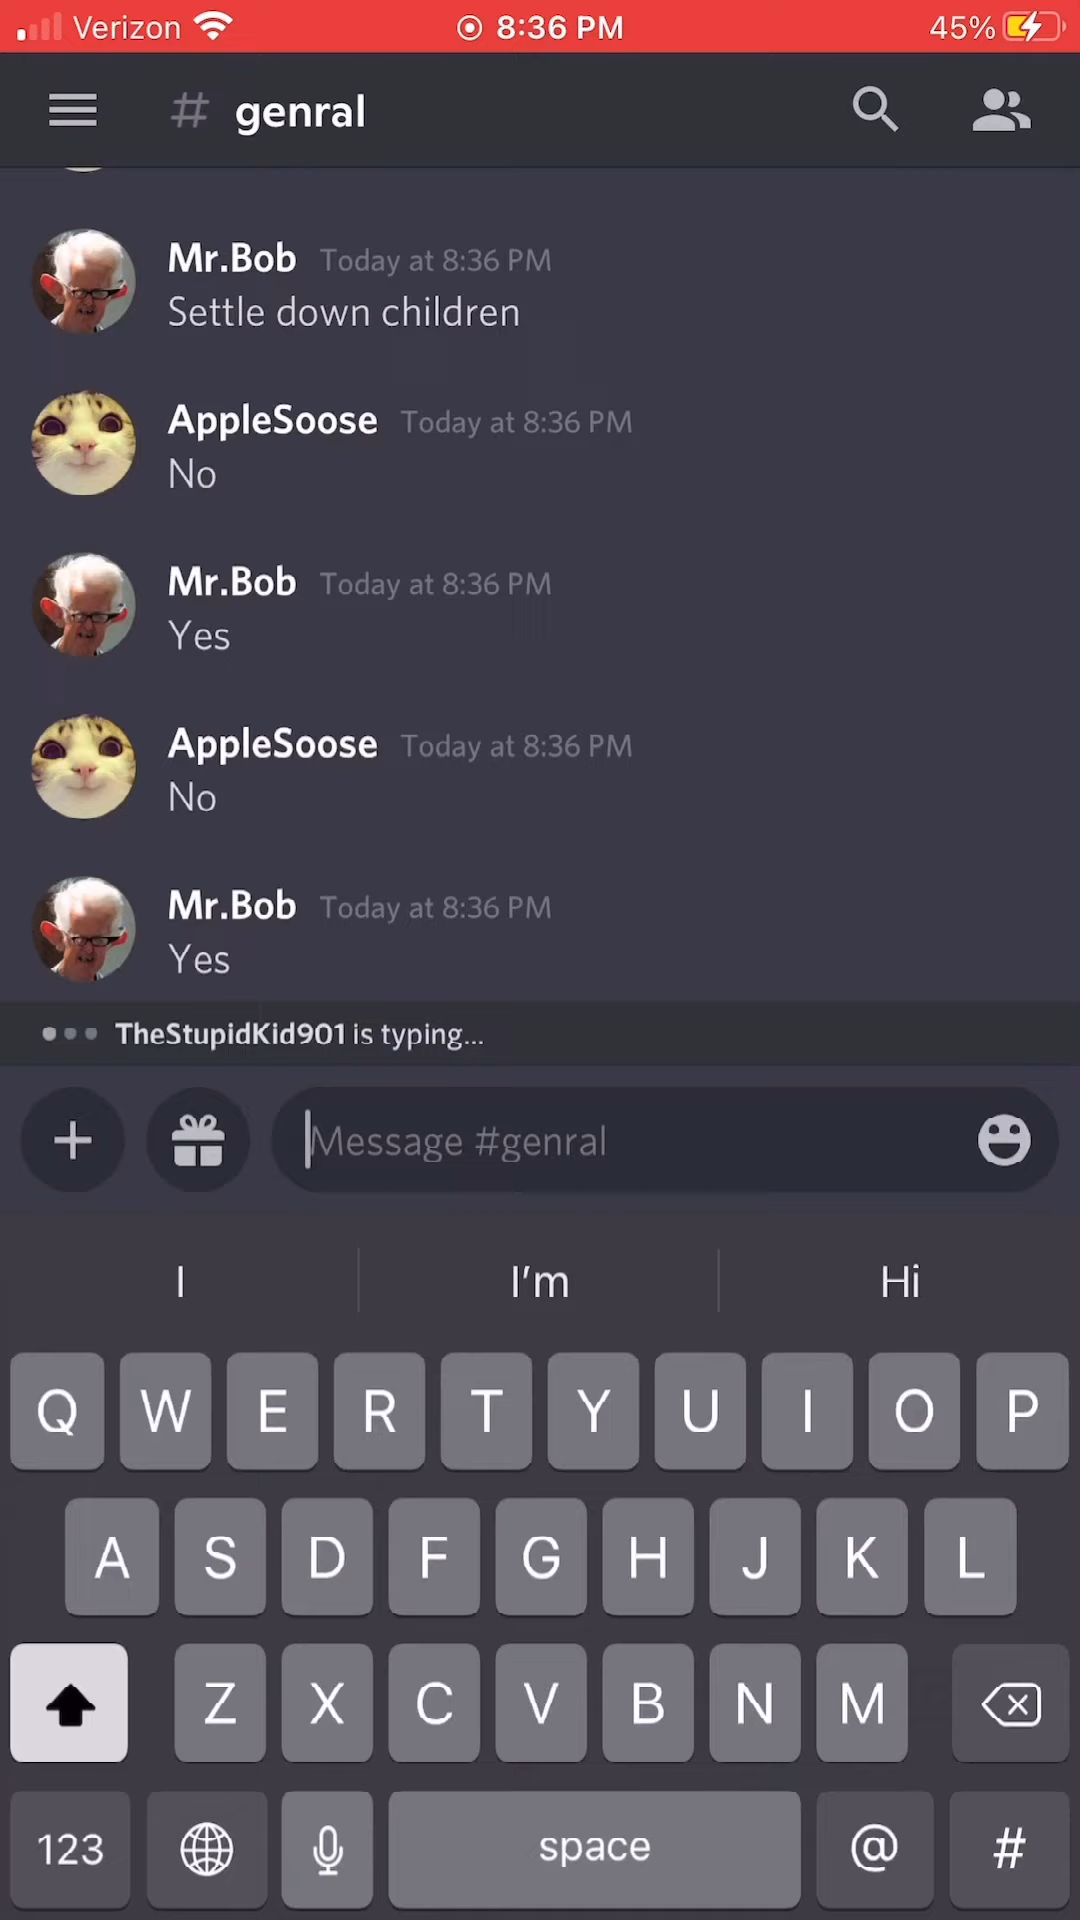 Verizon 8:36 PM 45%
# genral
Mr.Bob Today at 8:36 PM
Settle down children
AppleSoose Today at 8:36 PM
No
Mr.Bob Today at 8:36 PM
Yes
AppleSoose Today at 8:36 PM
No
Mr.Bob Today at 8:36 PM
Yes
TheStupidKid901 is typing...
Message #genral
I I'm Hi
Q W E R T Y U I O P
A S D F G H J K L
Z X C V B N M
123 space @ #